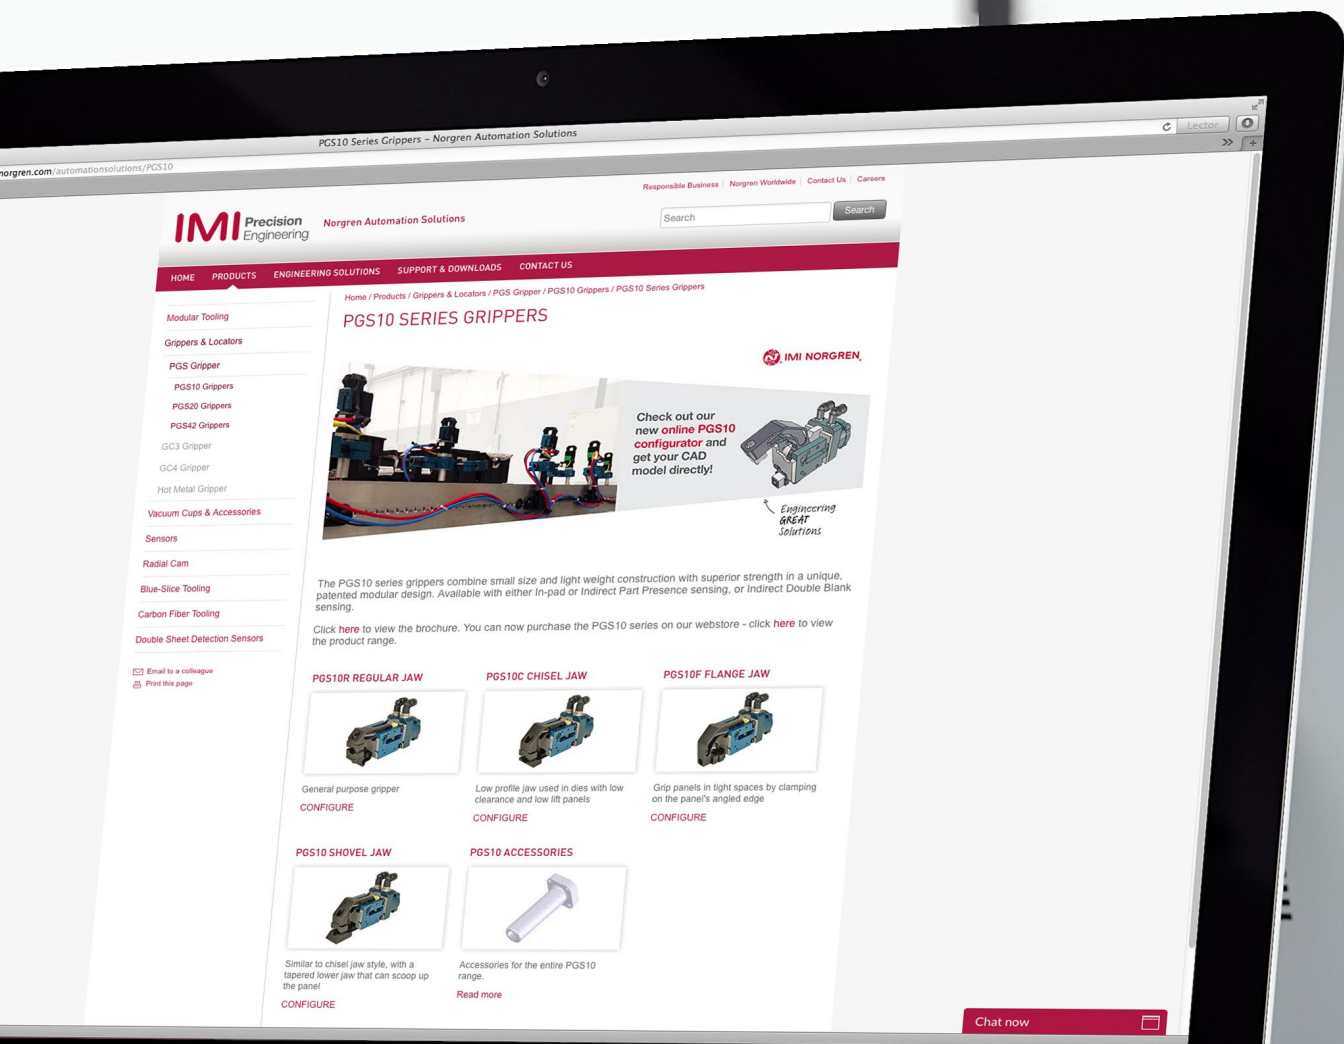 PGS10 Series Grippers – Norgren Automation Solutions
norgren.com/automationsolutions/PGS10
Lector
Responsible Business | Norgren Worldwide | Contact Us | Careers
IMI Precision Engineering
Norgren Automation Solutions
Search
Search
HOME PRODUCTS ENGINEERING SOLUTIONS SUPPORT & DOWNLOADS CONTACT US
Home / Products / Grippers & Locators / PGS Gripper / PGS10 Grippers / PGS10 Series Grippers
PGS10 SERIES GRIPPERS
Modular Tooling
Grippers & Locators
PGS Gripper
PGS10 Grippers
PGS20 Grippers
PGS42 Grippers
GC3 Gripper
GC4 Gripper
Hot Metal Gripper
Vacuum Cups & Accessories
Sensors
Radial Cam
Blue-Slice Tooling
Carbon Fiber Tooling
Double Sheet Detection Sensors
Email to a colleague
Print this page
IMI NORGREN
Check out our
new online PGS10
configurator and
get your CAD
model directly!
Engineering
GREAT
Solutions
The PGS10 series grippers combine small size and light weight construction with superior strength in a unique,
patented modular design. Available with either In-pad or Indirect Part Presence sensing, or Indirect Double Blank
sensing.
Click here to view the brochure. You can now purchase the PGS10 series on our webstore - click here to view
the product range.
PGS10R REGULAR JAW
General purpose gripper
CONFIGURE
PGS10C CHISEL JAW
Low profile jaw used in dies with low
clearance and low lift panels
CONFIGURE
PGS10F FLANGE JAW
Grip panels in tight spaces by clamping
on the panel's angled edge
CONFIGURE
PGS10 SHOVEL JAW
Similar to chisel jaw style, with a
tapered lower jaw that can scoop up
the panel
CONFIGURE
PGS10 ACCESSORIES
Accessories for the entire PGS10
range.
Read more
Chat now